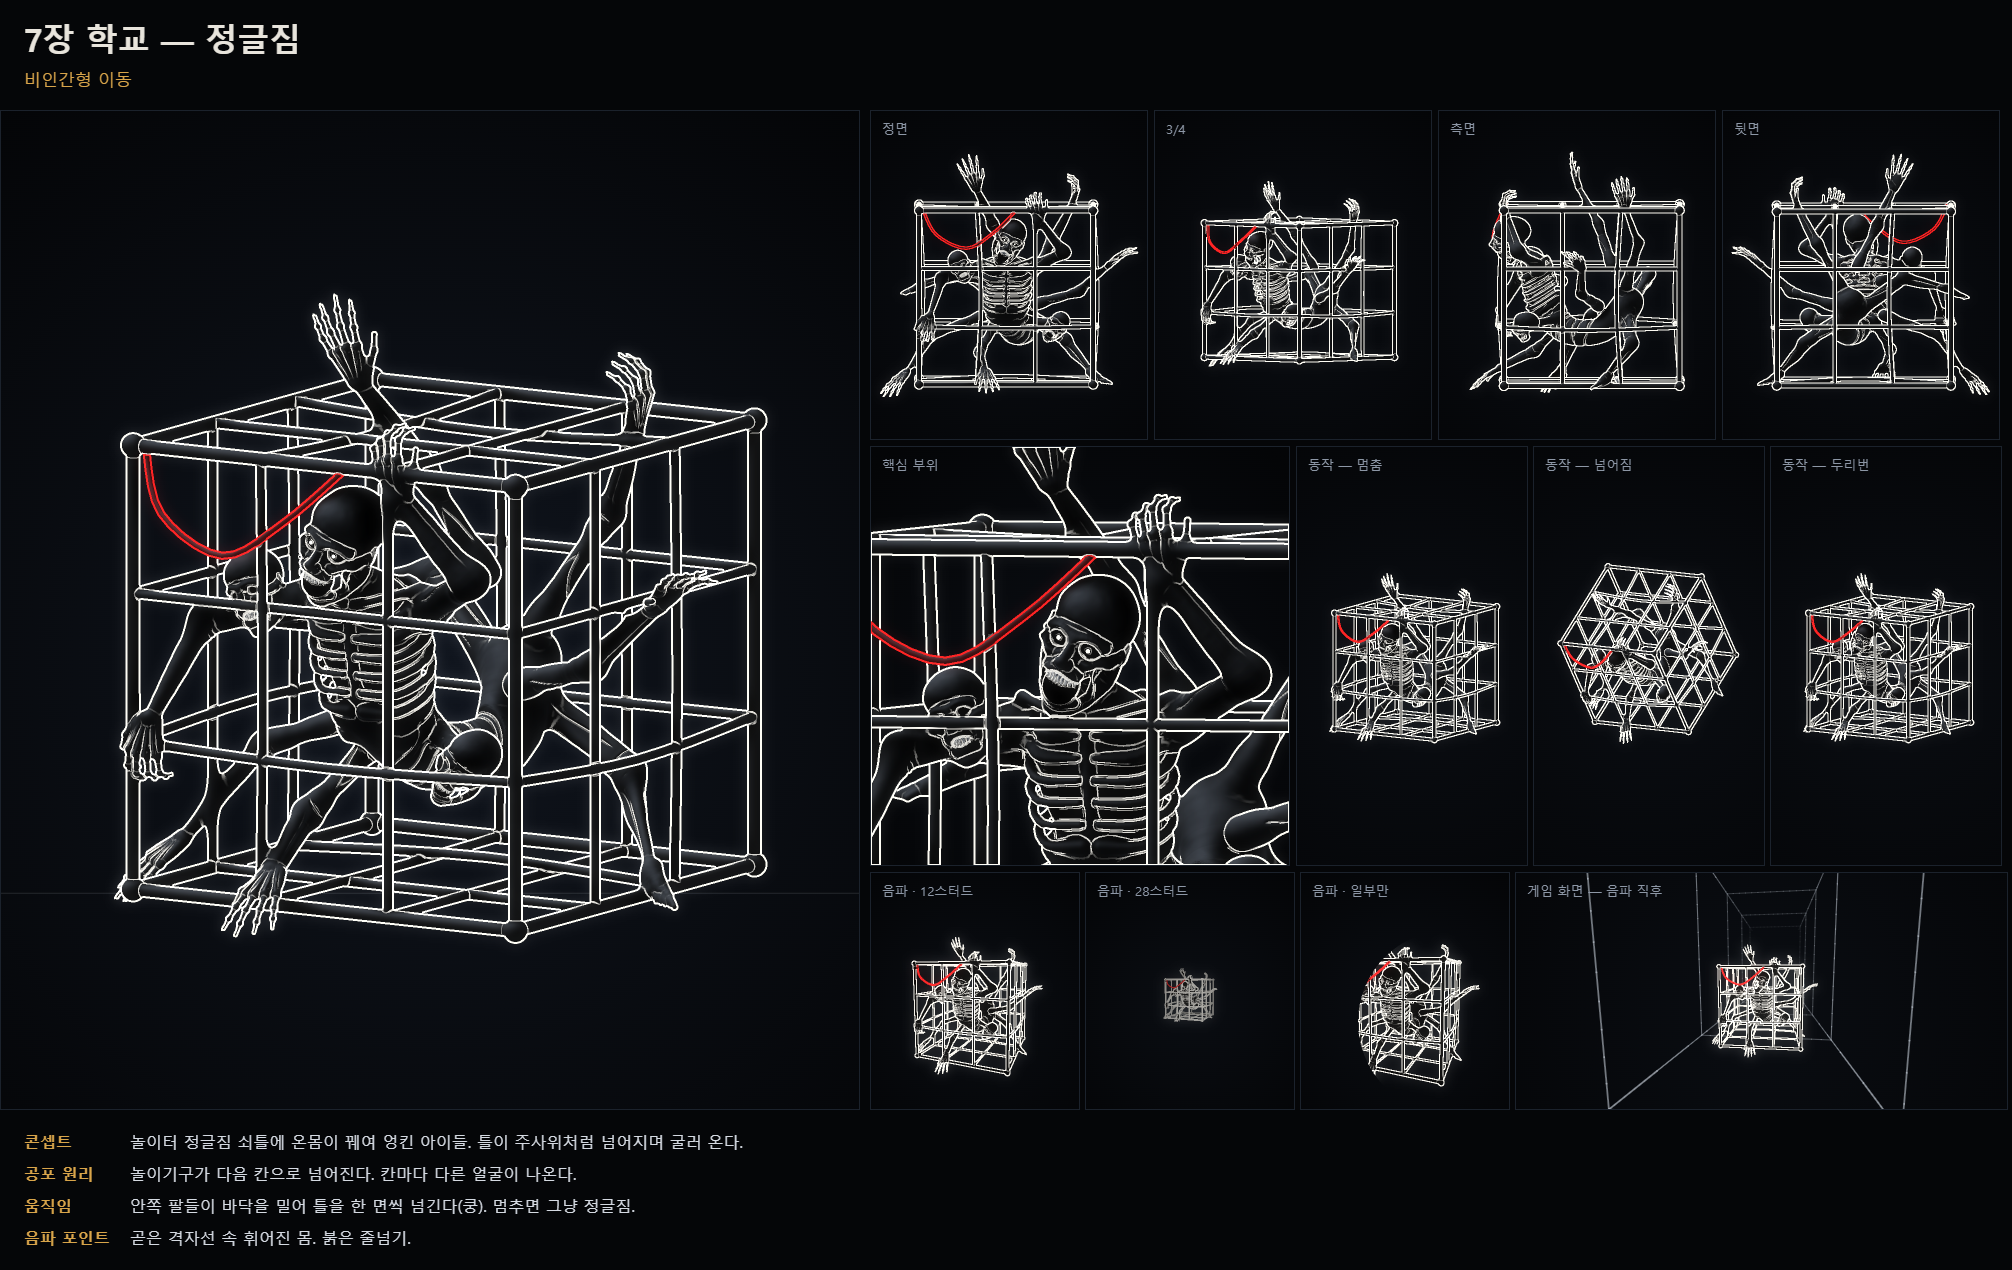 7장 학교 — 정글짐
비인간형 이동
정면
3/4
측면
뒷면
핵심 부위
동작 — 멈춤
동작 — 넘어짐
동작 — 두리번
음파 · 12스터드
음파 · 28스터드
음파 · 일부만
게임 화면 — 음파 직후
콘셉트 놀이터 정글짐 쇠틀에 온몸이 꿰여 엉킨 아이들. 틀이 주사위처럼 넘어지며 굴러 온다.
공포 원리 놀이기구가 다음 칸으로 넘어진다. 칸마다 다른 얼굴이 나온다.
움직임 안쪽 팔들이 바닥을 밀어 틀을 한 면씩 넘긴다(쿵). 멈추면 그냥 정글짐.
음파 포인트 곧은 격자선 속 휘어진 몸. 붉은 줄넘기.